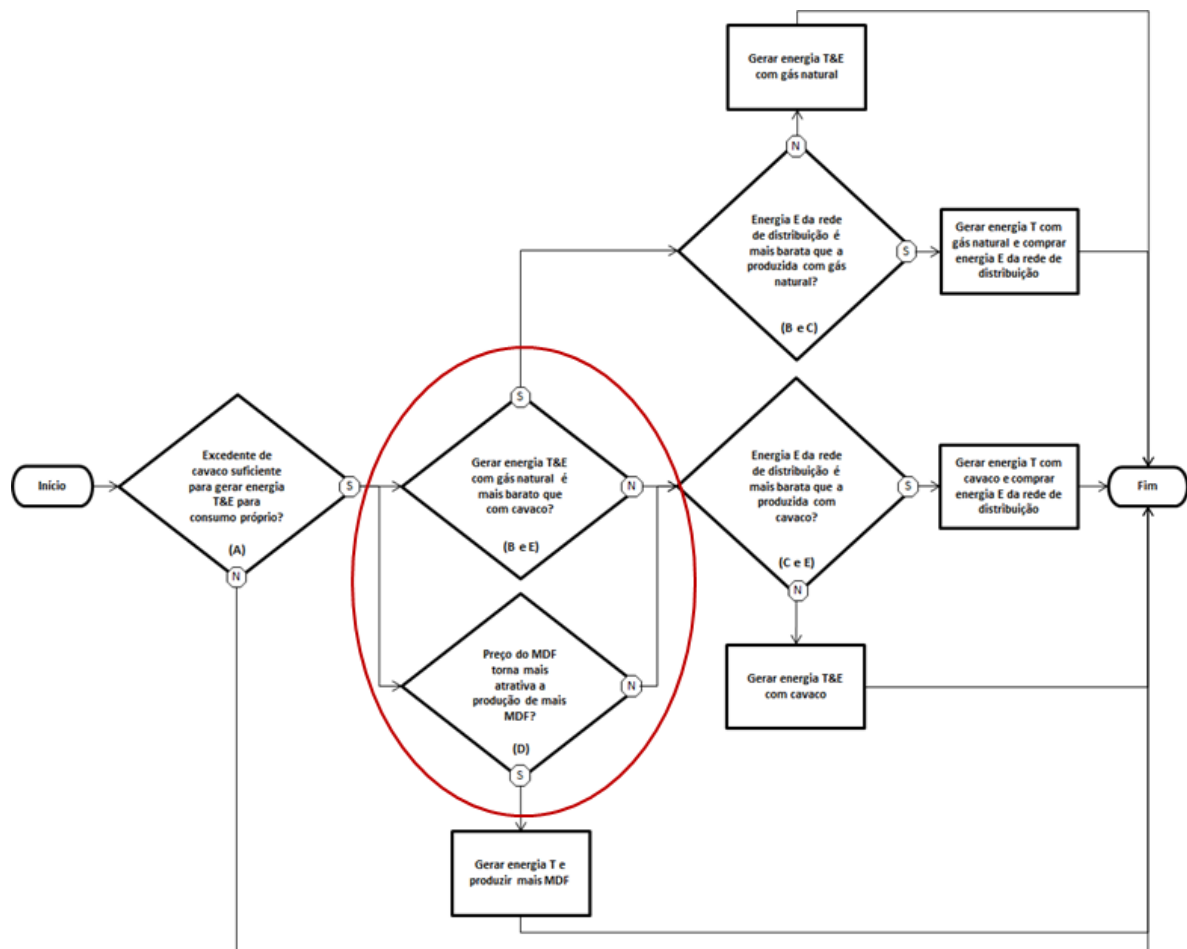 Início
Excedente de
cavaco suficiente
para gerar energia
T&E para
consumo próprio?
(A)
S
N
Gerar energia T&E
com gás natural é
mais barato que
com cavaco?
(B e E)
S
N
Preço do MDF
torna mais
atrativa a
produção de mais
MDF?
(D)
N
S
Gerar energia T e
produzir mais MDF
Gerar energia T&E
com gás natural
N
Energia E da rede
de distribuição é
mais barata que a
produzida com gás
natural?
(B e C)
S
Gerar energia T com
gás natural e comprar
energia E da rede de
distribuição
Energia E da rede
de distribuição é
mais barata que a
produzida com
cavaco?
(C e E)
S
N
Gerar energia T com
cavaco e comprar
energia E da rede de
distribuição
Gerar energia T&E
com cavaco
Fim